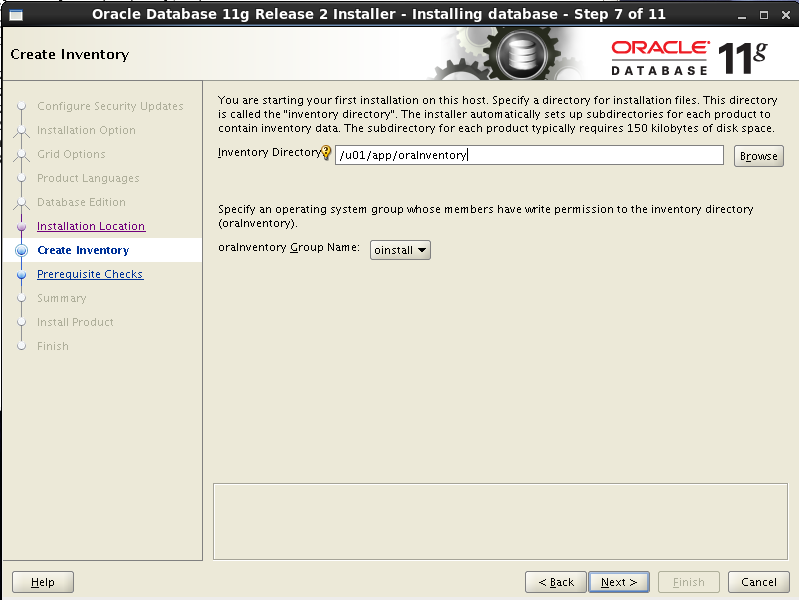 Oracle Database 11g Release 2 Installer - Installing database - Step 7 of 11
Create Inventory
ORACLE
DATABASE
11g
Configure Security Updates
Installation Option
Grid Options
Product Languages
Database Edition
Installation Location
Create Inventory
Prerequisite Checks
Summary
Install Product
Finish
You are starting your first installation on this host. Specify a directory for installation files. This directory
is called the "inventory directory". The installer automatically sets up subdirectories for each product to
contain inventory data. The subdirectory for each product typically requires 150 kilobytes of disk space.
Inventory Directory
/u01/app/oraInventory
Browse
Specify an operating system group whose members have write permission to the inventory directory
(oraInventory).
oraInventory Group Name:
oinstall
Help
< Back
Next >
Finish
Cancel